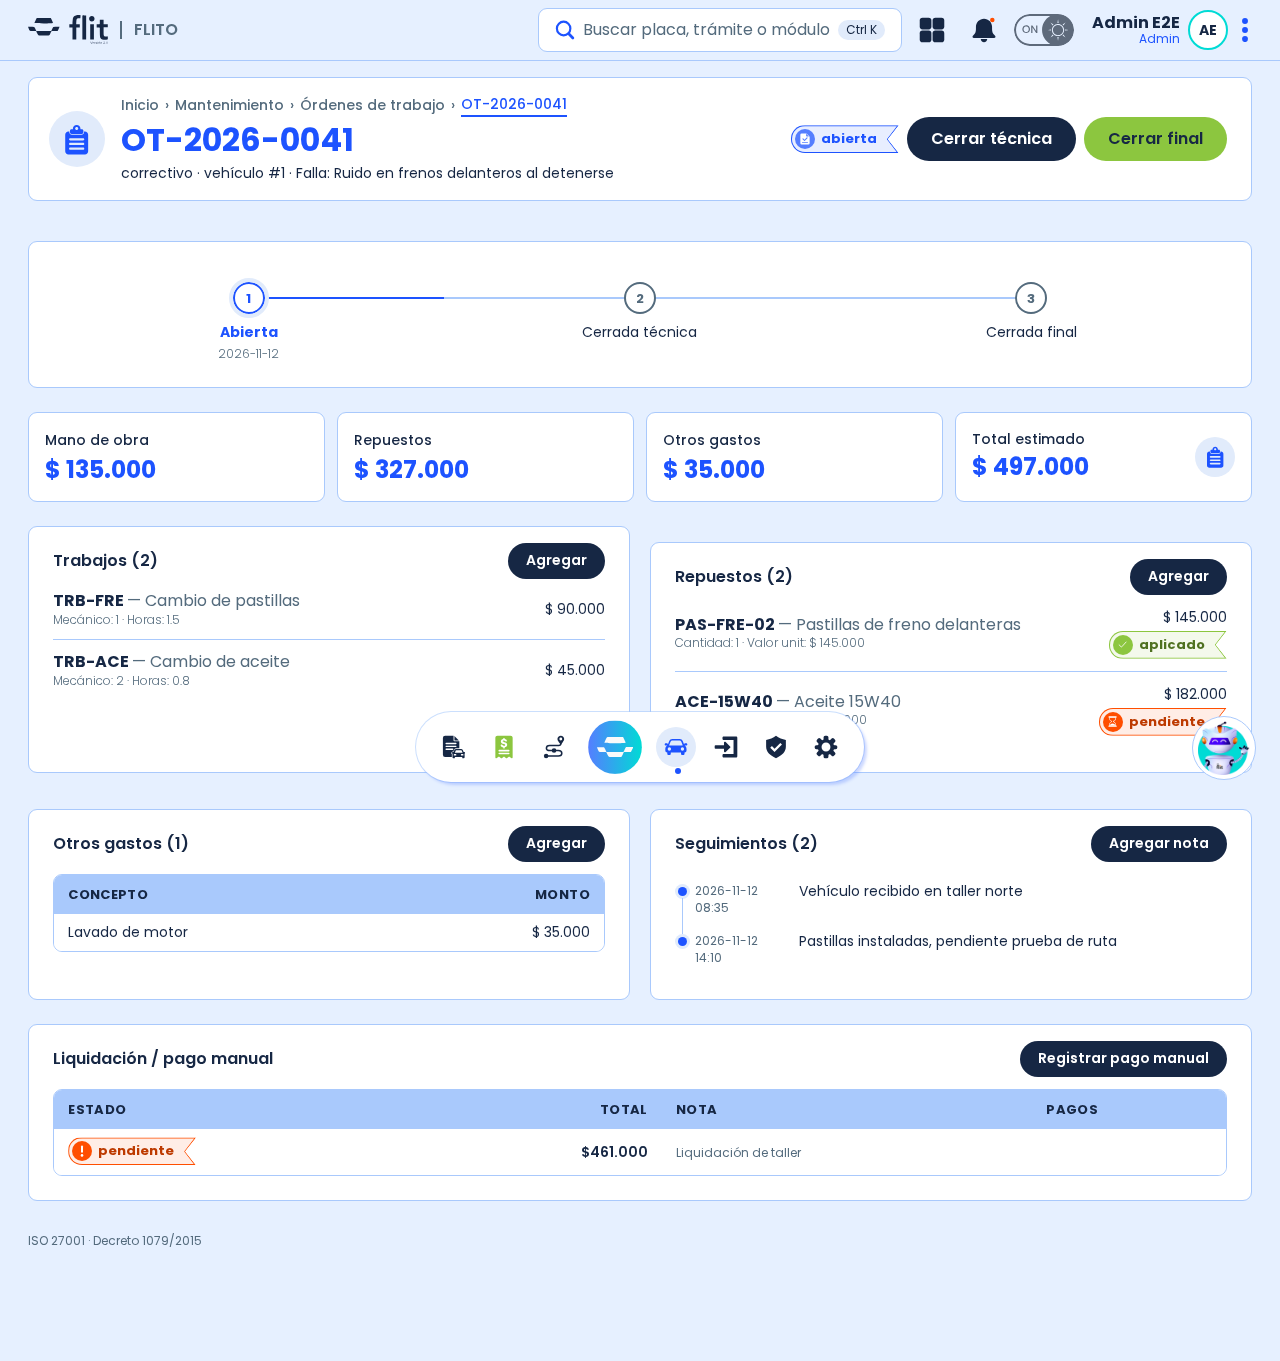 flit | FLITO
Buscar placa, trámite o módulo Ctrl K
ON
Admin E2E
Admin
AE
Inicio › Mantenimiento › Órdenes de trabajo › OT-2026-0041
OT-2026-0041
correctivo · vehículo #1 · Falla: Ruido en frenos delanteros al detenerse
abierta
Cerrar técnica
Cerrar final
1
Abierta
2026-11-12
2
Cerrada técnica
3
Cerrada final
Mano de obra
$ 135.000
Repuestos
$ 327.000
Otros gastos
$ 35.000
Total estimado
$ 497.000
Trabajos (2)
Agregar
TRB-FRE — Cambio de pastillas
Mecánico: 1 · Horas: 1.5
$ 90.000
TRB-ACE — Cambio de aceite
Mecánico: 2 · Horas: 0.8
$ 45.000
Repuestos (2)
Agregar
PAS-FRE-02 — Pastillas de freno delanteras
Cantidad: 1 · Valor unit: $ 145.000
$ 145.000
aplicado
ACE-15W40 — Aceite 15W40
000
$ 182.000
pendiente
Otros gastos (1)
Agregar
CONCEPTO MONTO
Lavado de motor $ 35.000
Seguimientos (2)
Agregar nota
2026-11-12
08:35
Vehículo recibido en taller norte
2026-11-12
14:10
Pastillas instaladas, pendiente prueba de ruta
Liquidación / pago manual
Registrar pago manual
ESTADO TOTAL NOTA PAGOS
pendiente $461.000 Liquidación de taller
ISO 27001 · Decreto 1079/2015